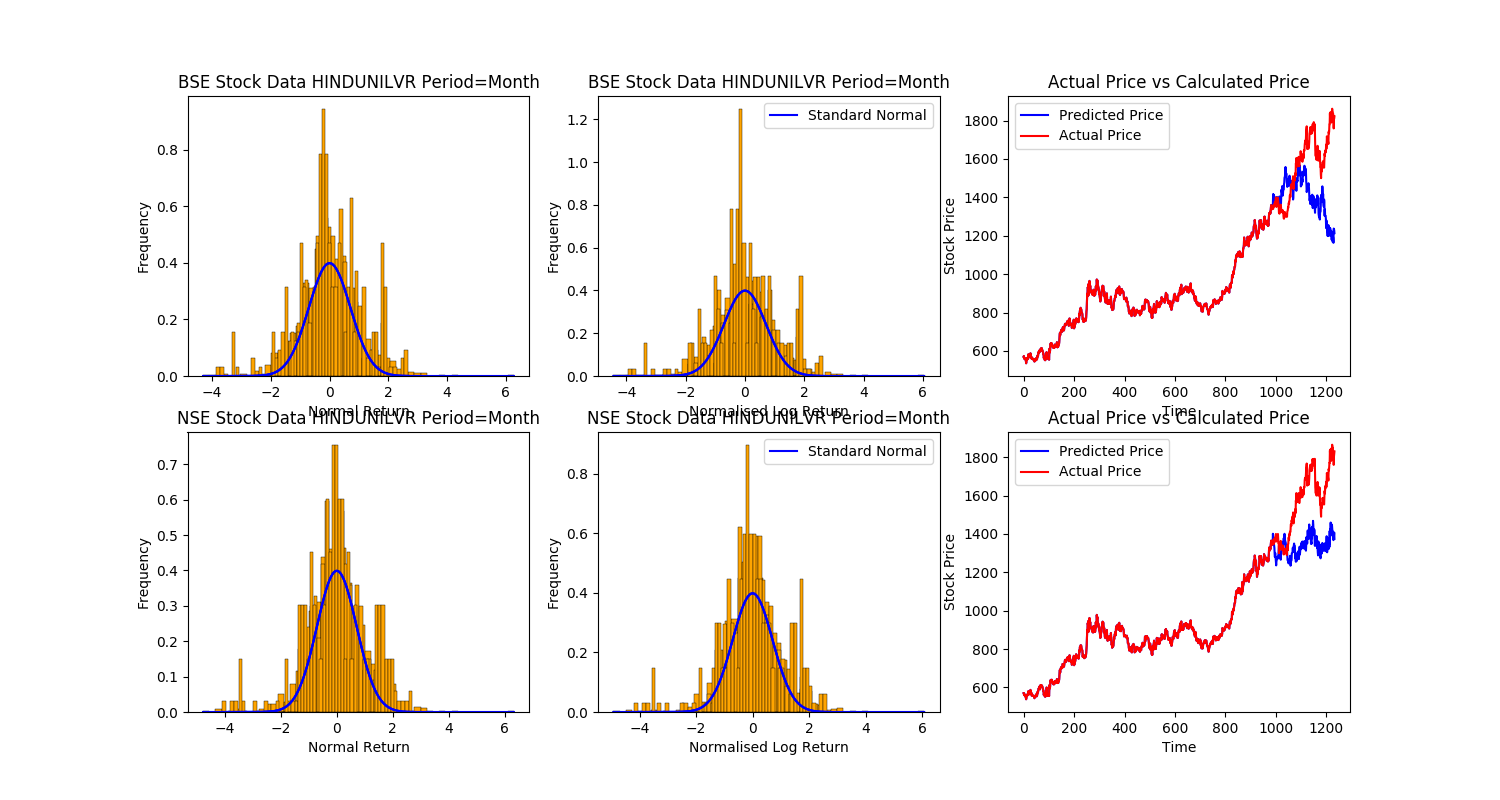 BSE Stock Data HINDUNILVR Period=Month
Frequency
0.8
0.6
0.4
0.2
0.0
−4 −2 0 2 4 6
Normal Return
BSE Stock Data HINDUNILVR Period=Month
Standard Normal
Frequency
1.2
1.0
0.8
0.6
0.4
0.2
0.0
−4 −2 0 2 4 6
Normalised Log Return
Actual Price vs Calculated Price
Predicted Price
Actual Price
Stock Price
1800
1600
1400
1200
1000
800
600
0 200 400 600 800 1000 1200
Time
NSE Stock Data HINDUNILVR Period=Month
Frequency
0.7
0.6
0.5
0.4
0.3
0.2
0.1
0.0
−4 −2 0 2 4 6
Normal Return
NSE Stock Data HINDUNILVR Period=Month
Standard Normal
Frequency
0.8
0.6
0.4
0.2
0.0
−4 −2 0 2 4 6
Normalised Log Return
Actual Price vs Calculated Price
Predicted Price
Actual Price
Stock Price
1800
1600
1400
1200
1000
800
600
0 200 400 600 800 1000 1200
Time